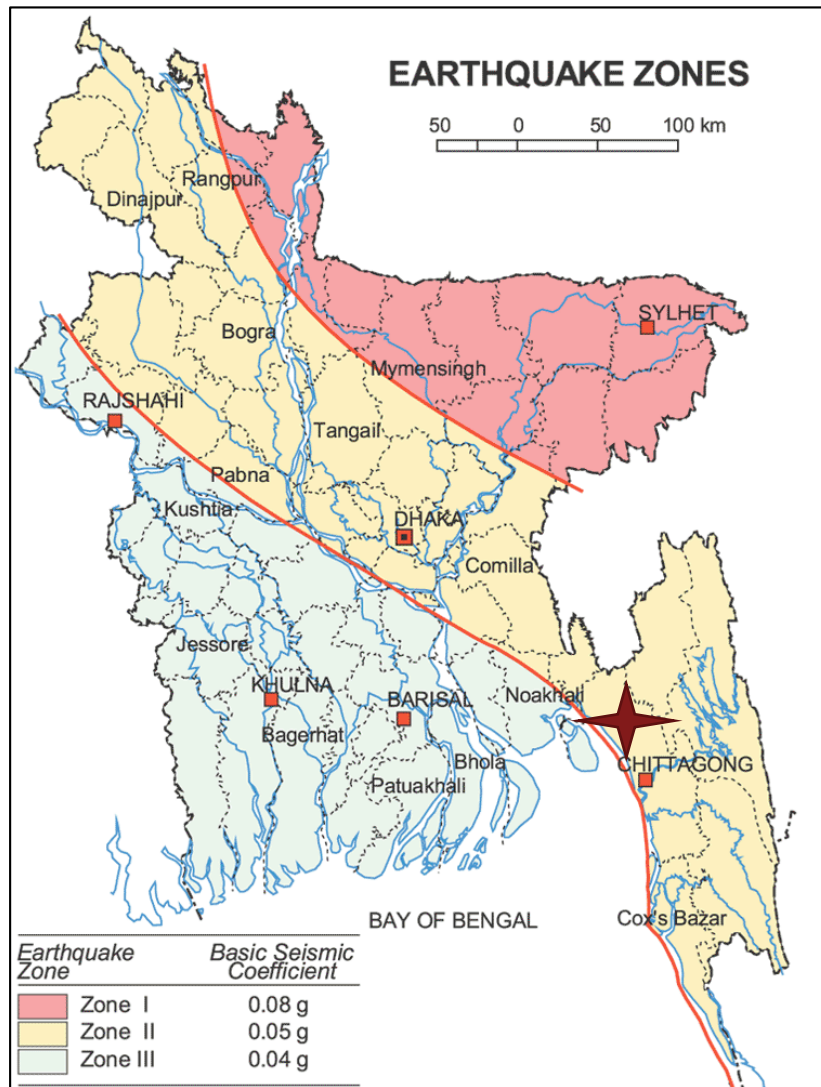 EARTHQUAKE ZONES
50 0 50 100 km
Rangpur
Dinajpur
SYLHET
Bogra
Mymensingh
RAJSHAHI
Tangail
Pabna
Kushtia
DHAKA
Comilla
Jessore
KHULNA
BARISAL
Noakhali
Bagerhat
Bhola
CHITTAGONG
Patuakhali
BAY OF BENGAL
Cox's Bazar
Earthquake Basic Seismic
Zone Coefficient
Zone I 0.08 g
Zone II 0.05 g
Zone III 0.04 g